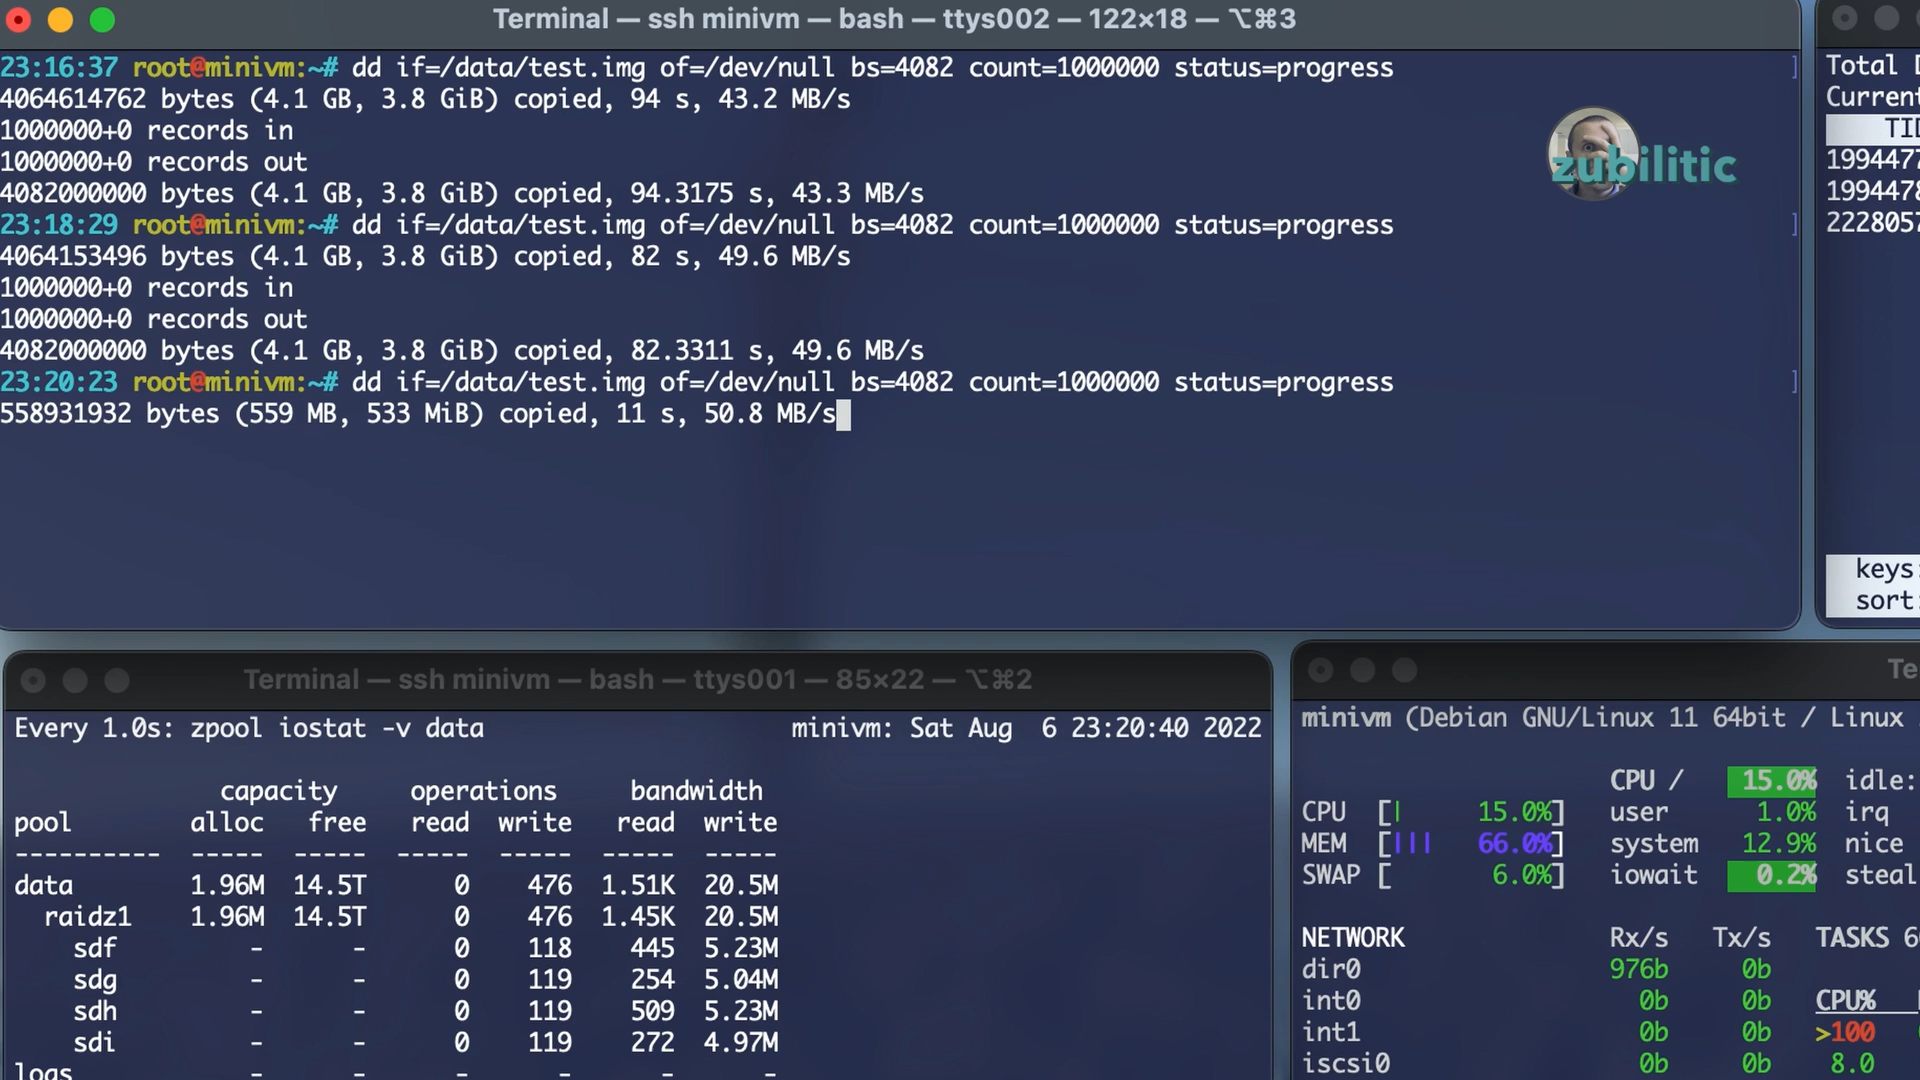 Terminal — ssh minivm — bash — ttys002 — 122×18 — ⌥⌘3
23:16:37 root@minivm:~# dd if=/data/test.img of=/dev/null bs=4082 count=1000000 status=progress ]
4064614762 bytes (4.1 GB, 3.8 GiB) copied, 94 s, 43.2 MB/s
1000000+0 records in
1000000+0 records out
4082000000 bytes (4.1 GB, 3.8 GiB) copied, 94.3175 s, 43.3 MB/s
23:18:29 root@minivm:~# dd if=/data/test.img of=/dev/null bs=4082 count=1000000 status=progress ]
4064153496 bytes (4.1 GB, 3.8 GiB) copied, 82 s, 49.6 MB/s
1000000+0 records in
1000000+0 records out
4082000000 bytes (4.1 GB, 3.8 GiB) copied, 82.3311 s, 49.6 MB/s
23:20:23 root@minivm:~# dd if=/data/test.img of=/dev/null bs=4082 count=1000000 status=progress ]
558931932 bytes (559 MB, 533 MiB) copied, 11 s, 50.8 MB/s
zubilitic
Total
Current
TID
1994477
1994478
2228057
keys:
sort:
Terminal — ssh minivm — bash — ttys001 — 85×22 — ⌥⌘2
Every 1.0s: zpool iostat -v data minivm: Sat Aug 6 23:20:40 2022
capacity operations bandwidth
pool alloc free read write read write
---------- ----- ----- ----- ----- ----- -----
data 1.96M 14.5T 0 476 1.51K 20.5M
raidz1 1.96M 14.5T 0 476 1.45K 20.5M
sdf - - 0 118 445 5.23M
sdg - - 0 119 254 5.04M
sdh - - 0 119 509 5.23M
sdi - - 0 119 272 4.97M
logs - - - - - -
Te
minivm (Debian GNU/Linux 11 64bit / Linux
CPU / 15.0% idle:
CPU [| 15.0%] user 1.0% irq
MEM [||| 66.0%] system 12.9% nice
SWAP [ 6.0%] iowait 0.2% steal
NETWORK Rx/s Tx/s TASKS 6
dir0 976b 0b
int0 0b 0b CPU%
int1 0b 0b >100
iscsi0 0b 0b 8.0